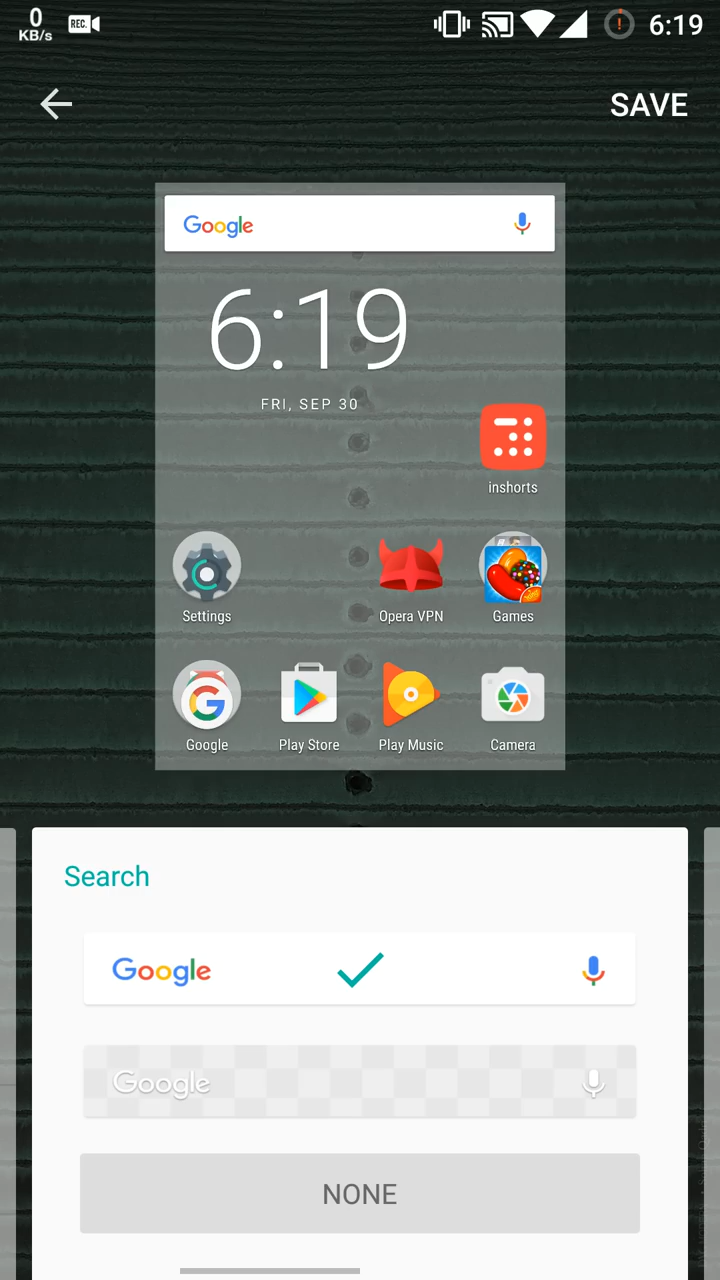 0
KB/s
REC.
6:19
SAVE
Google
6:19
FRI, SEP 30
inshorts
Settings
Opera VPN
Games
Google
Play Store
Play Music
Camera
Search
Google
Google
NONE